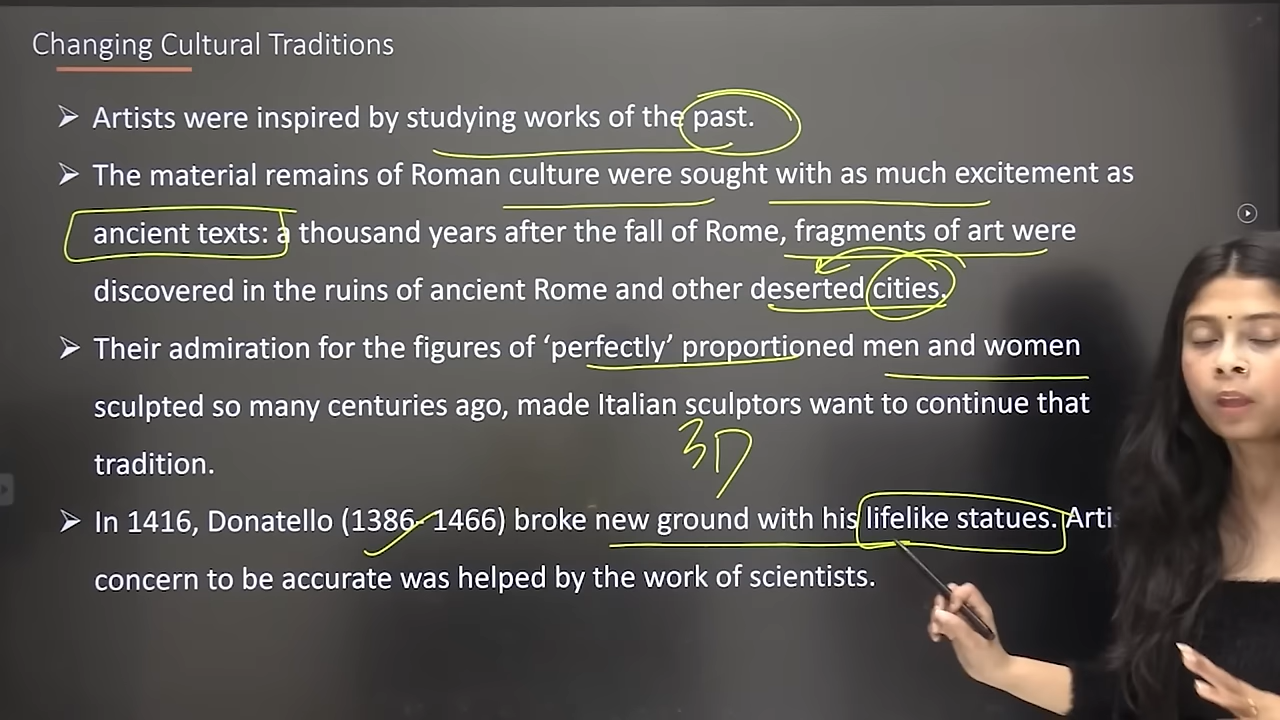 Changing Cultural Traditions
➢ Artists were inspired by studying works of the past.
➢ The material remains of Roman culture were sought with as much excitement as
ancient texts: a thousand years after the fall of Rome, fragments of art were
discovered in the ruins of ancient Rome and other deserted cities.
➢ Their admiration for the figures of ‘perfectly’ proportioned men and women
sculpted so many centuries ago, made Italian sculptors want to continue that
tradition.
3D
➢ In 1416, Donatello (1386- 1466) broke new ground with his lifelike statues.
concern to be accurate was helped by the work of scientists.